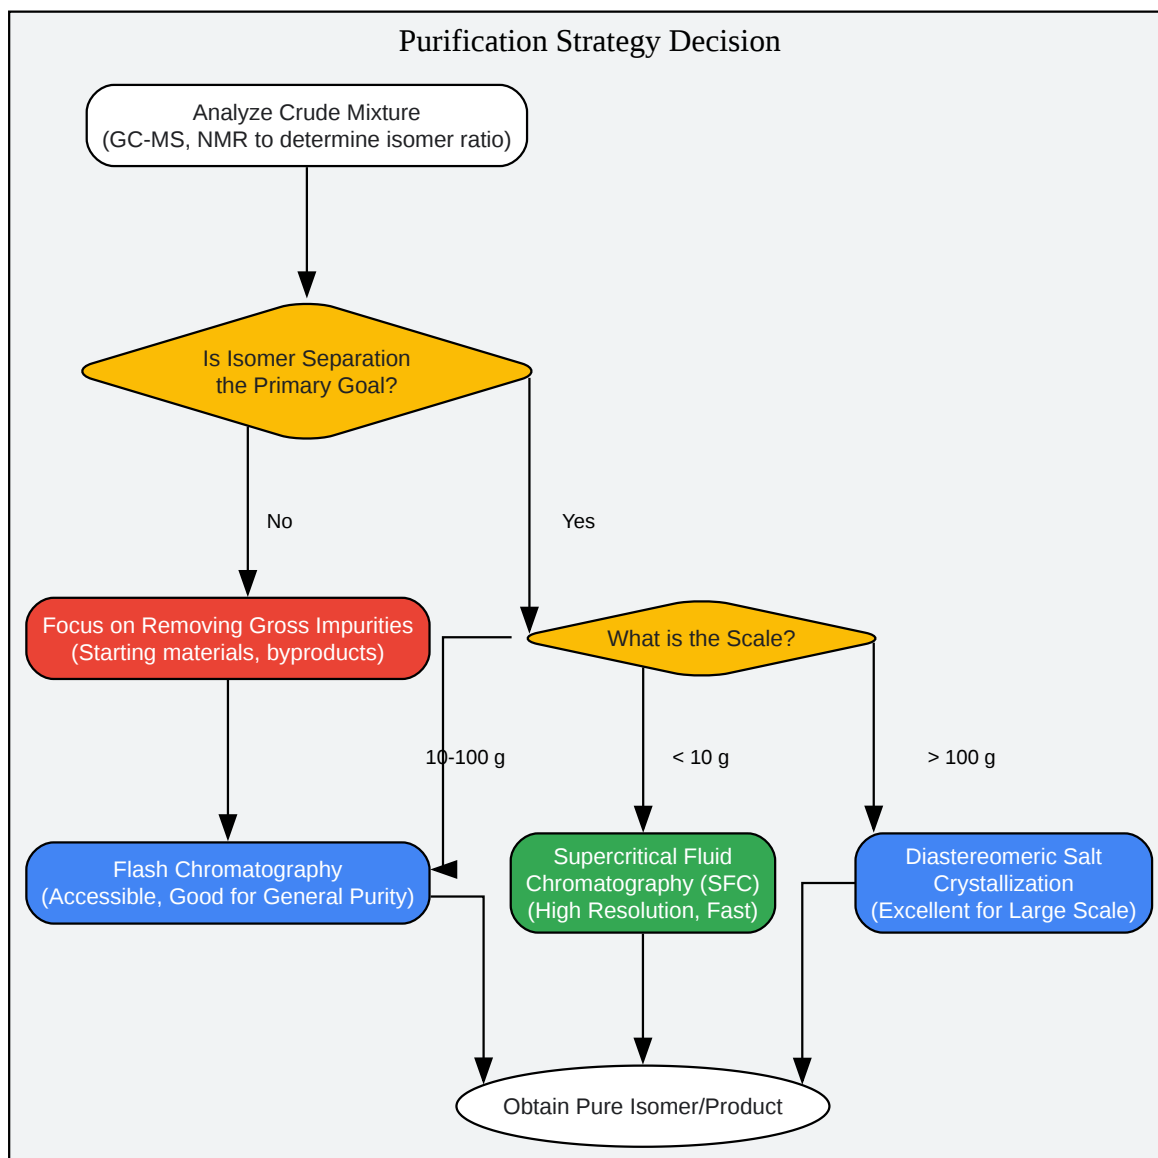 Purification Strategy Decision
Analyze Crude Mixture
(GC-MS, NMR to determine isomer ratio)
Is Isomer Separation
the Primary Goal?
No
Yes
Focus on Removing Gross Impurities
(Starting materials, byproducts)
What is the Scale?
10-100 g
< 10 g
> 100 g
Flash Chromatography
(Accessible, Good for General Purity)
Supercritical Fluid
Chromatography (SFC)
(High Resolution, Fast)
Diastereomeric Salt
Crystallization
(Excellent for Large Scale)
Obtain Pure Isomer/Product